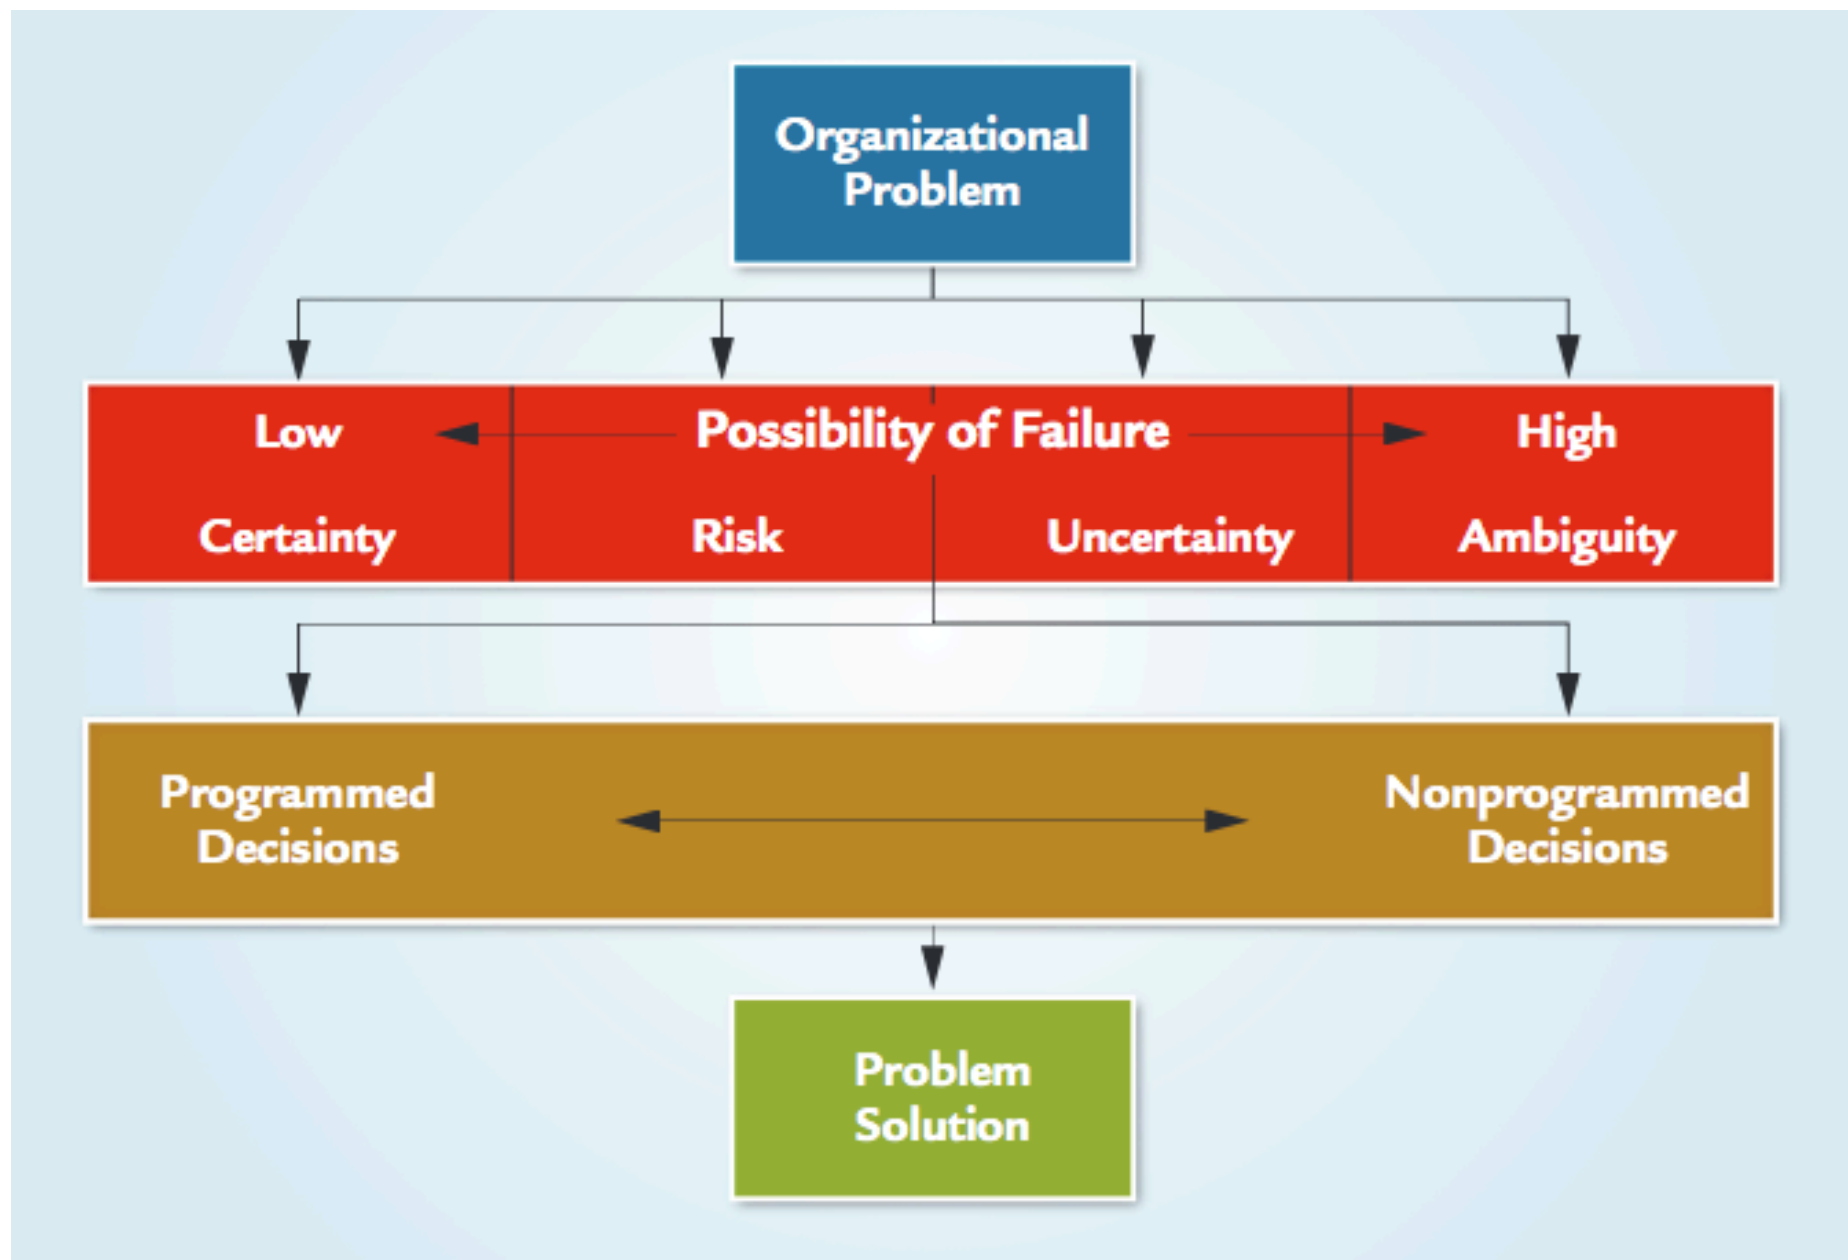 Organizational
Problem
Low
Possibility of Failure
High
Certainty
Risk
Uncertainty
Ambiguity
Programmed
Decisions
Nonprogrammed
Decisions
Problem
Solution